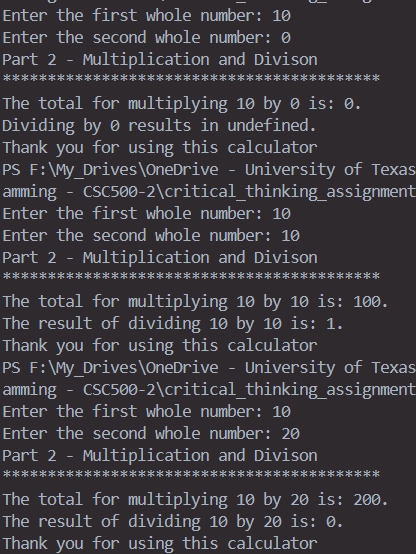 Enter the first whole number: 10
Enter the second whole number: 0
Part 2 - Multiplication and Divison
******************************************
The total for multiplying 10 by 0 is: 0.
Dividing by 0 results in undefined.
Thank you for using this calculator
PS F:\My_Drives\OneDrive - University of Texas
amming - CSC500-2\critical_thinking_assignment
Enter the first whole number: 10
Enter the second whole number: 10
Part 2 - Multiplication and Divison
******************************************
The total for multiplying 10 by 10 is: 100.
The result of dividing 10 by 10 is: 1.
Thank you for using this calculator
PS F:\My_Drives\OneDrive - University of Texas
amming - CSC500-2\critical_thinking_assignment
Enter the first whole number: 10
Enter the second whole number: 20
Part 2 - Multiplication and Divison
******************************************
The total for multiplying 10 by 20 is: 200.
The result of dividing 10 by 20 is: 0.
Thank you for using this calculator